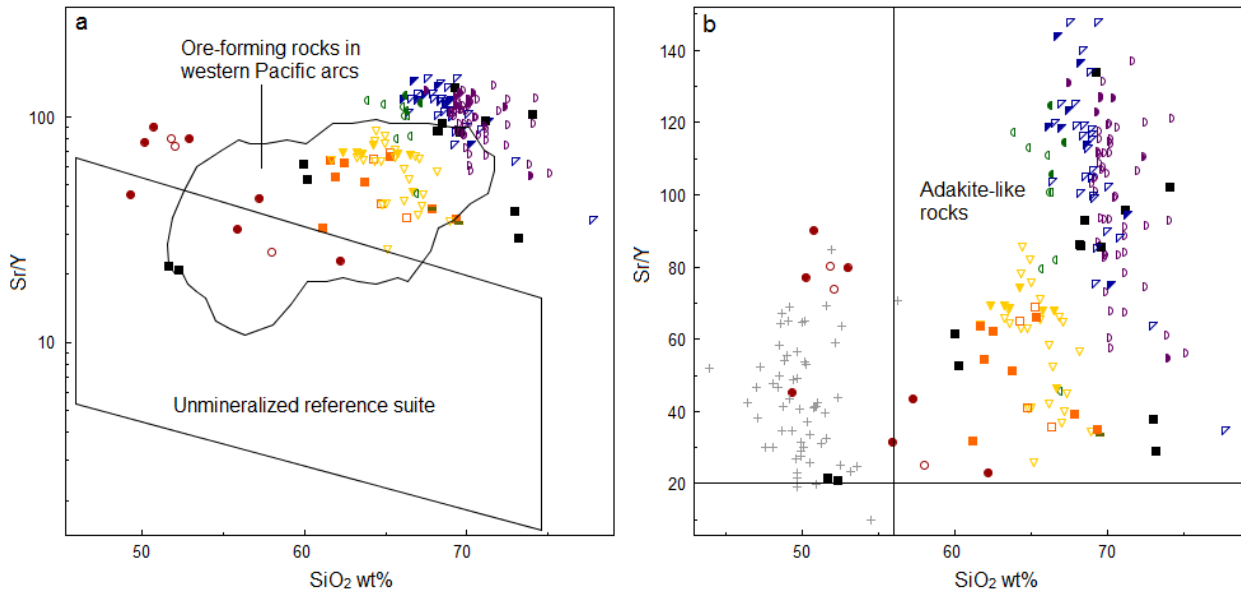 a
Ore-forming rocks in
western Pacific arcs
Unmineralized reference suite
100
10
Sr/Y
50
60
70
SiO₂ wt%
b
Adakite-like
rocks
140
120
100
80
60
40
20
Sr/Y
50
60
70
SiO₂ wt%